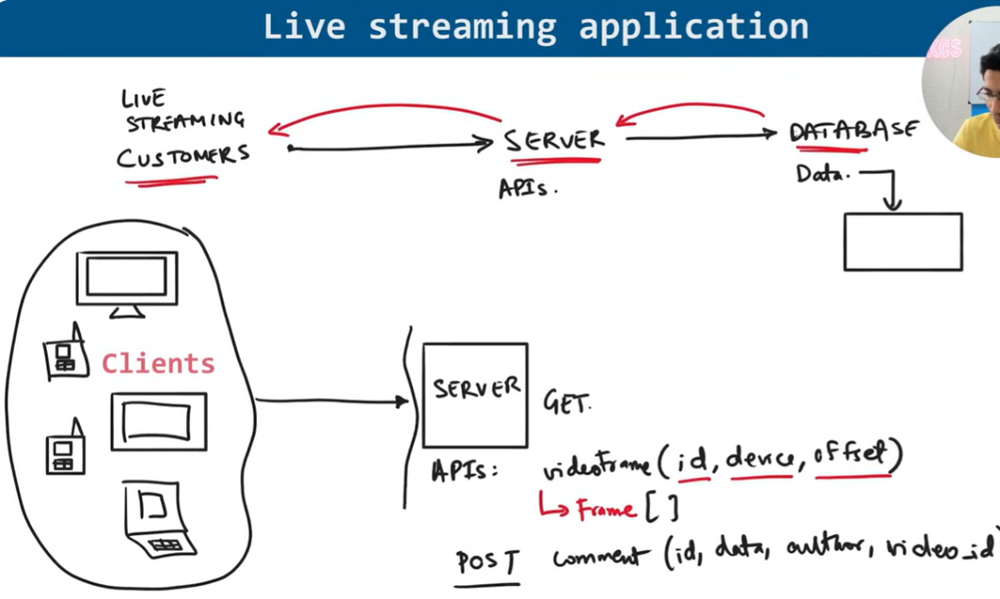 Live streaming application
KCS
LIVE
STREAMING
CUSTOMERS
SERVER
APIs.
DATABASE
Data.
Clients
SERVER
GET.
APIs:
videoframe (id, device, offset)
Frame [ ]
POST comment (id, data, author, video_id)